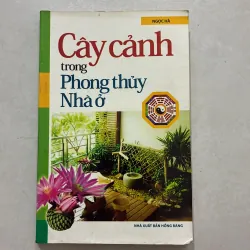 NGỌC HÀ
Cây cảnh
trong
Phong thủy
Nhà ở
NHÀ XUẤT BẢN HỒNG BÀNG